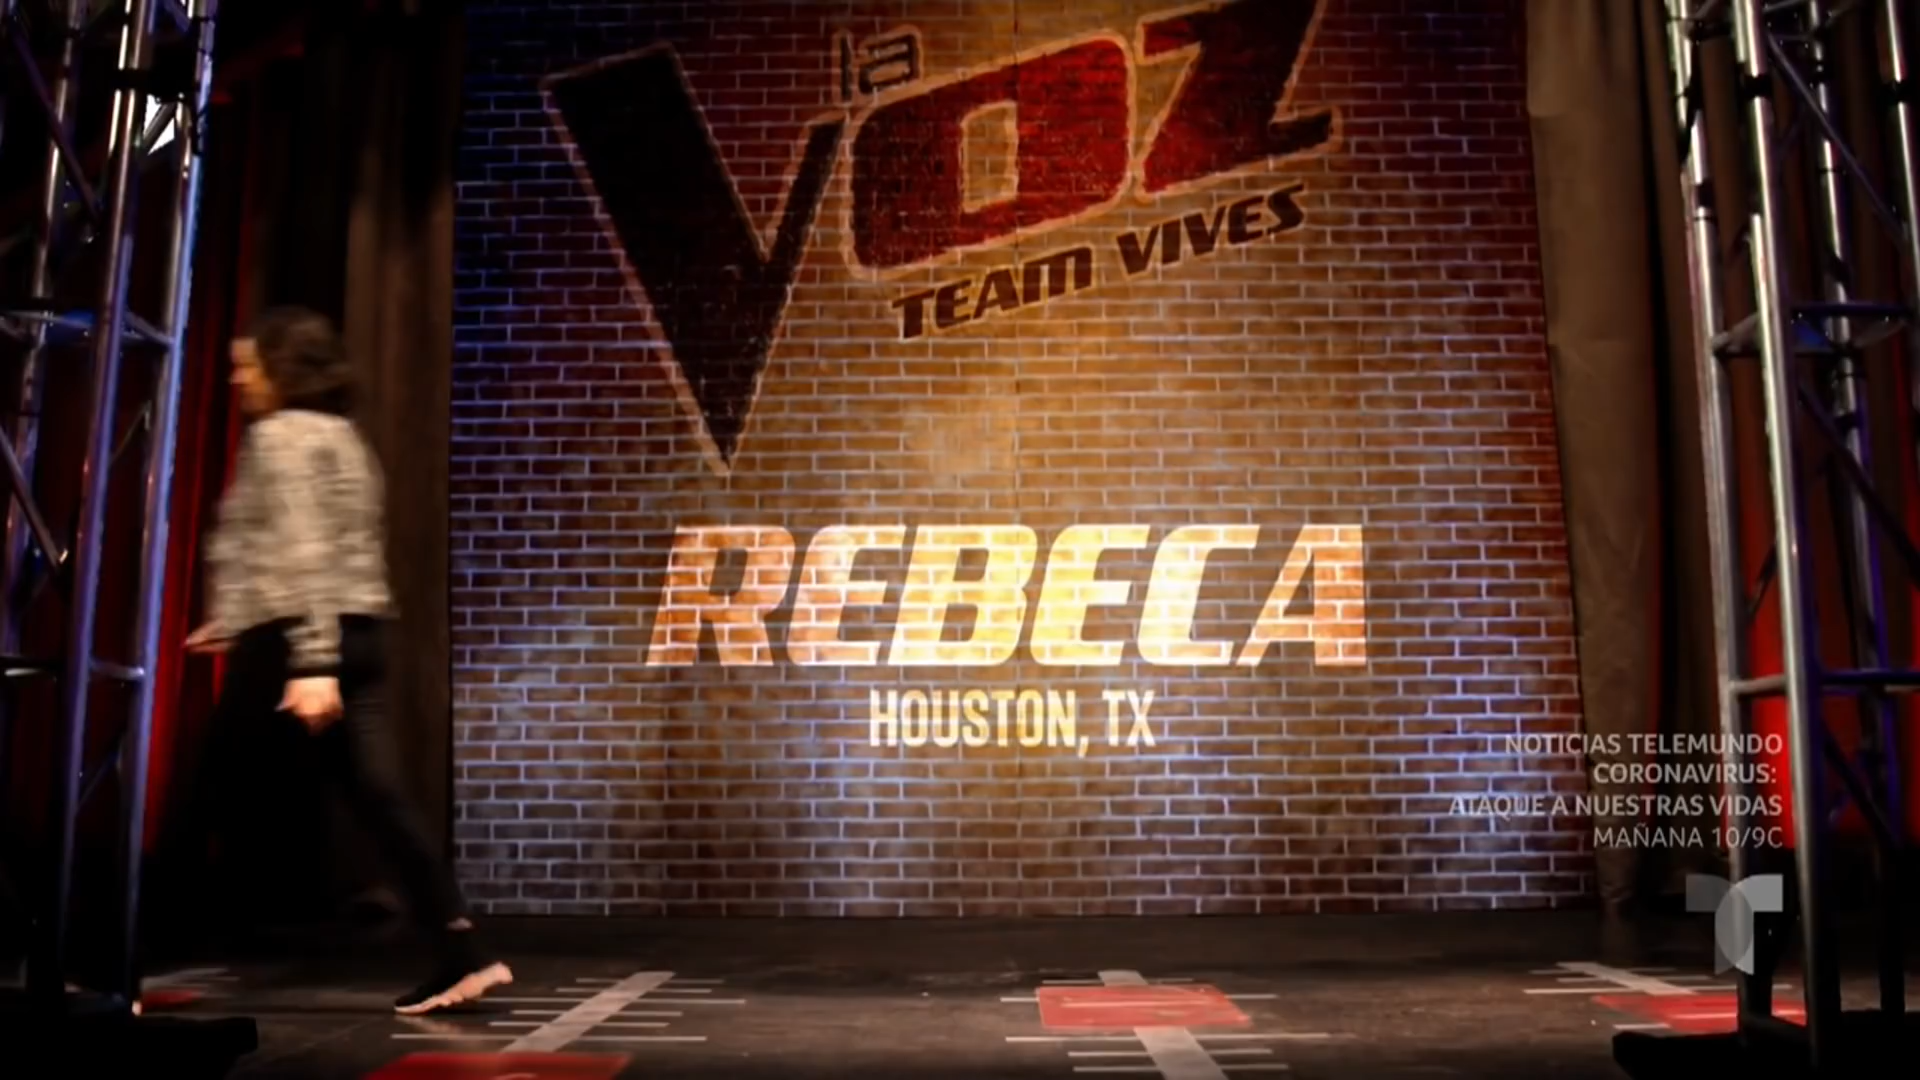 la
VOZ
TEAM VIVES
REBECA
HOUSTON, TX
NOTICIAS TELEMUNDO
CORONAVIRUS:
ATAQUE A NUESTRAS VIDAS
MAÑANA 10/9C